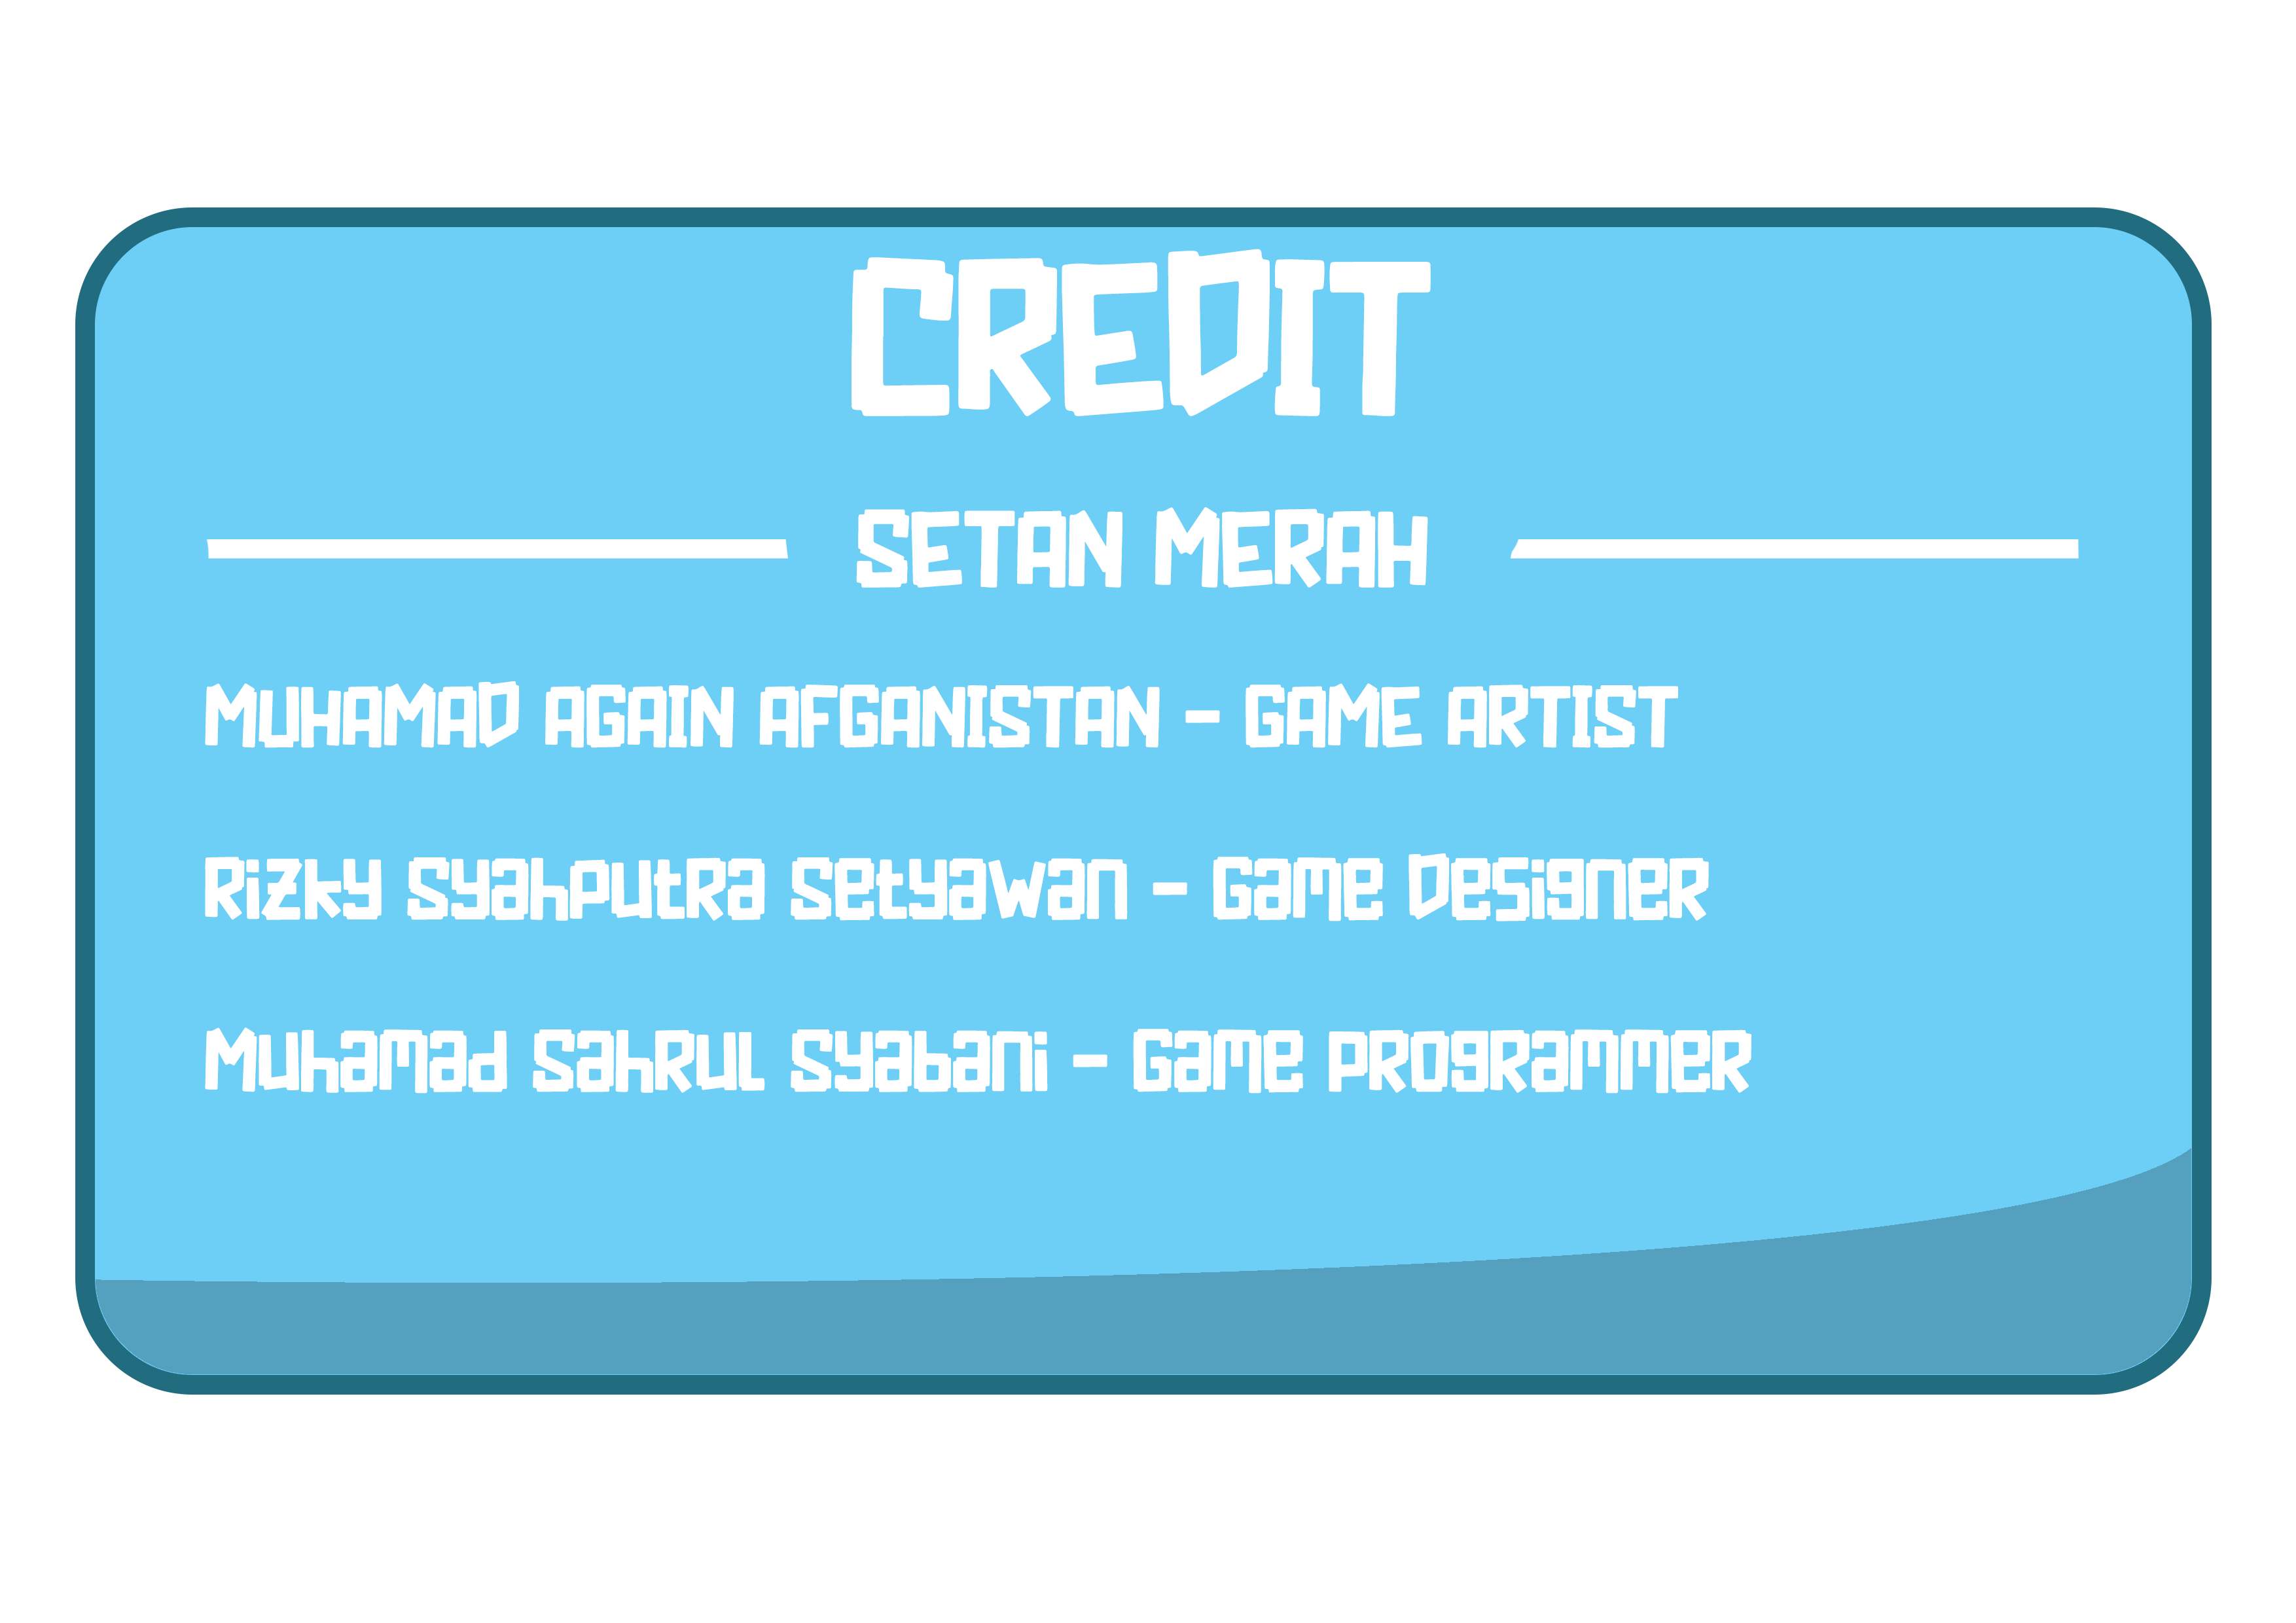 CREDIT
SETAN MERAH
MUHAMAD AGAIN AFGANISTAN - GAME ARTIST
Rizky Syahputra Setyawan - Game Designer
Muhamad Sahrul Syabani - Game Programmer